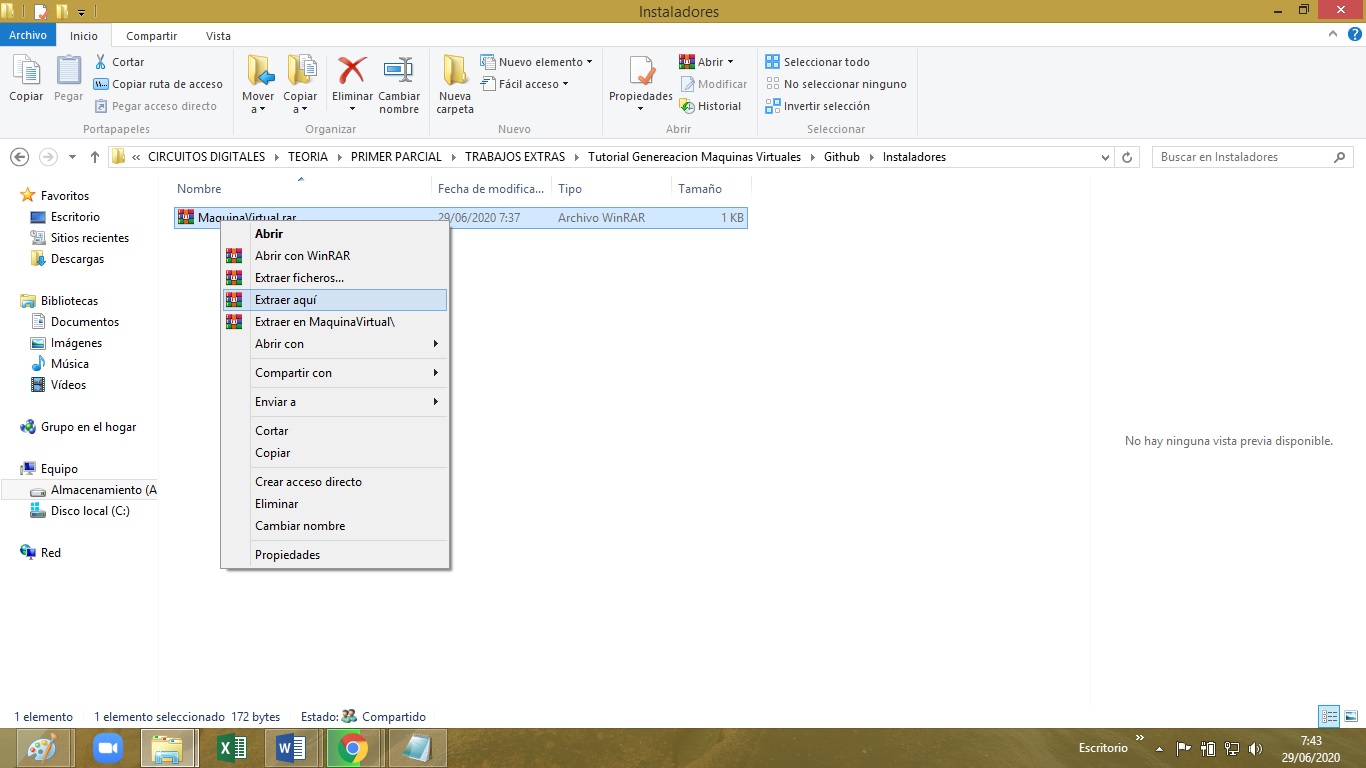 Instaladores
Archivo Inicio Compartir Vista
Copiar
Pegar
Cortar
Copiar ruta de acceso
Pegar acceso directo
Portapapeles
Mover a
Copiar a
Eliminar
Cambiar nombre
Organizar
Nueva carpeta
Nuevo elemento
Fácil acceso
Nuevo
Propiedades
Abrir
Modificar
Historial
Abrir
Seleccionar todo
No seleccionar ninguno
Invertir selección
Seleccionar
« CIRCUITOS DIGITALES TEORIA PRIMER PARCIAL TRABAJOS EXTRAS Tutorial Genereacion Maquinas Virtuales Github Instaladores
Buscar en Instaladores
Favoritos
Escritorio
Sitios recientes
Descargas
Bibliotecas
Documentos
Imágenes
Música
Vídeos
Grupo en el hogar
Equipo
Almacenamiento (A
Disco local (C:)
Red
Nombre Fecha de modifica... Tipo Tamaño
MaquinaVirtual.rar 29/06/2020 7:37 Archivo WinRAR 1 KB
Abrir
Abrir con WinRAR
Extraer ficheros...
Extraer aquí
Extraer en MaquinaVirtual\
Abrir con
Compartir con
Enviar a
Cortar
Copiar
Crear acceso directo
Eliminar
Cambiar nombre
Propiedades
No hay ninguna vista previa disponible.
1 elemento 1 elemento seleccionado 172 bytes Estado: Compartido
Escritorio »
7:43
29/06/2020